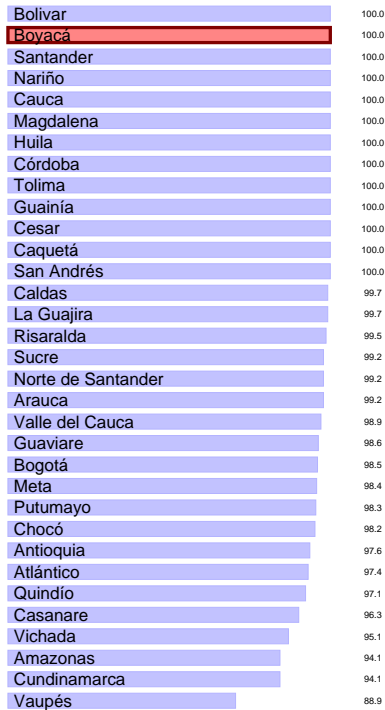 Bolivar 100.0
Boyacá 100.0
Santander 100.0
Nariño 100.0
Cauca 100.0
Magdalena 100.0
Huila 100.0
Córdoba 100.0
Tolima 100.0
Guainía 100.0
Cesar 100.0
Caquetá 100.0
San Andrés 100.0
Caldas 99.7
La Guajira 99.7
Risaralda 99.5
Sucre 99.2
Norte de Santander 99.2
Arauca 99.2
Valle del Cauca 98.9
Guaviare 98.6
Bogotá 98.5
Meta 98.4
Putumayo 98.3
Chocó 98.2
Antioquia 97.6
Atlántico 97.4
Quindío 97.1
Casanare 96.3
Vichada 95.1
Amazonas 94.1
Cundinamarca 94.1
Vaupés 88.9